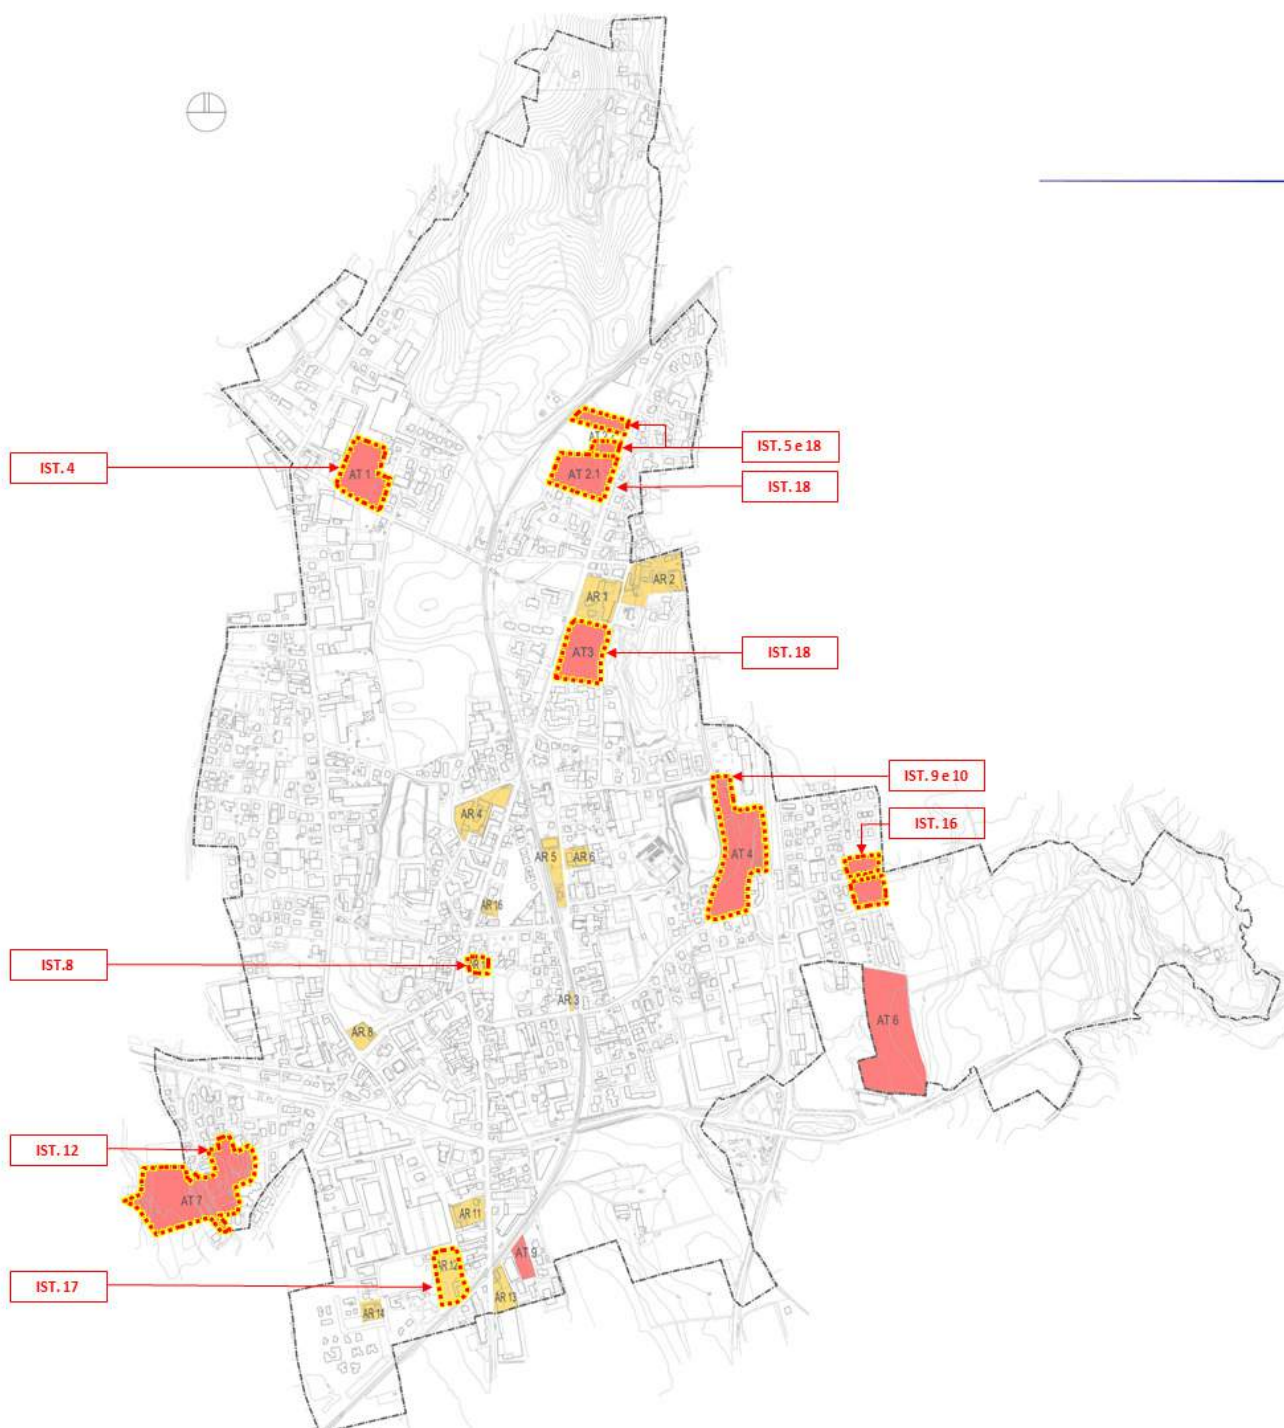 AT 1
IST. 4
IST. 5 e 18
AT 2.1
IST. 18
AR 2
AR 1
AT3
IST. 18
IST. 9 e 10
AR 4
IST. 16
AR 5
AR 6
AT 4
AR 16
IST.8
AR 3
AT 6
AR 8
IST. 12
AT 7
AR 11
AT 9
AR 12
IST. 17
AR 13
AR 14